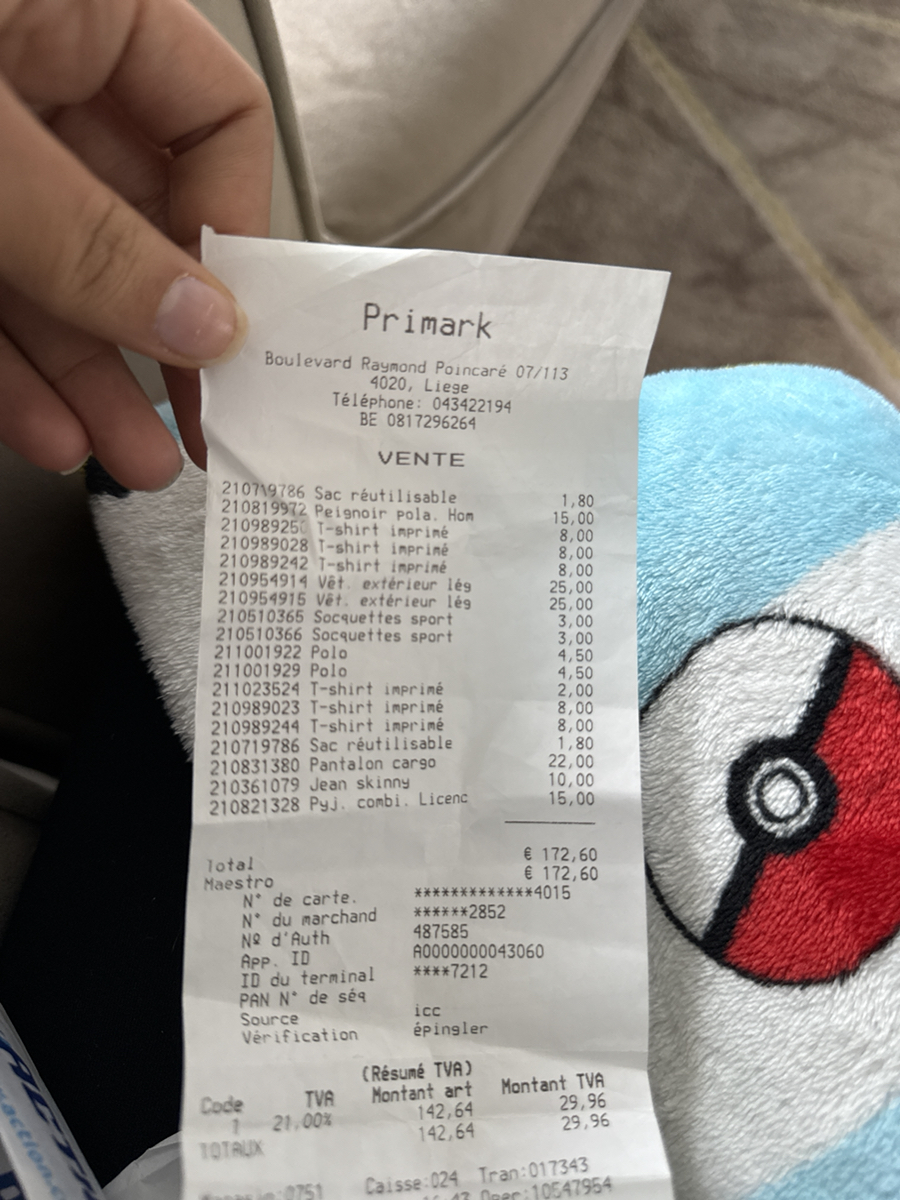 Primark
Boulevard Raymond Poincaré 07/113
4020, Liege
Téléphone: 043422194
BE 0817296264
VENTE
210719786 Sac réutilisable 1,80
210819972 Peignoir pola. Hom 15,00
T-shirt imprimé 8,00
210989028 T-shirt imprimé 8,00
210989242 T-shirt imprimé 8,00
210954914 Vêt. extérieur lég 25,00
210954915 Vêt. extérieur lég 25,00
210510365 Socquettes sport 3,00
210510366 Socquettes sport 3,00
211001922 Polo 4,50
211001929 Polo 4,50
211023524 T-shirt imprimé 2,00
210989023 T-shirt imprimé 8,00
210989244 T-shirt imprimé 8,00
210719786 Sac réutilisable 1,80
210831380 Pantalon cargo 22,00
210361079 Jean skinny 10,00
210821328 Pyj. combi. Licenc 15,00
Total € 172,60
Maestro € 172,60
N° de carte. *************4015
N° du marchand ******2852
Nº d'Auth 487585
App. ID A0000000043060
ID du terminal ****7212
PAN N° de séq
Source icc
Vérification épingler
(Résumé TVA)
Code TVA Montant art Montant TVA
1 21,00% 142,64 29,96
TOTAUX 142,64 29,96
Caisse:024 Tran:017343
Oper:10547954